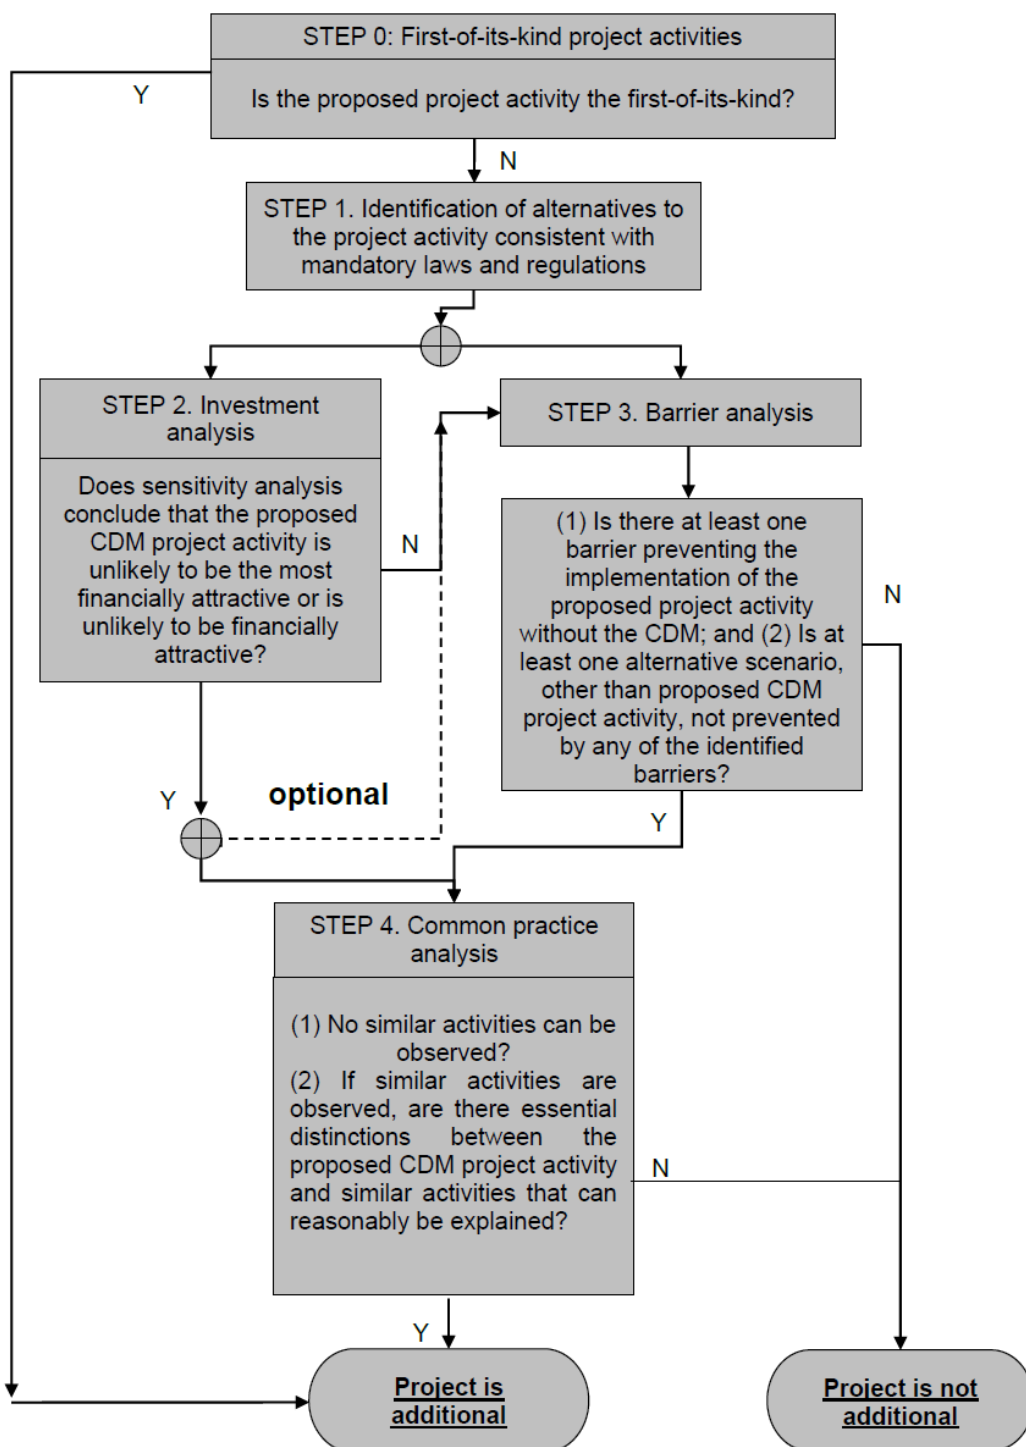 STEP 0: First-of-its-kind project activities
Y
Is the proposed project activity the first-of-its-kind?
N
STEP 1. Identification of alternatives to
the project activity consistent with
mandatory laws and regulations
STEP 2. Investment
analysis
STEP 3. Barrier analysis
Does sensitivity analysis
conclude that the proposed
CDM project activity is
unlikely to be the most
financially attractive or is
unlikely to be financially
attractive?
N
(1) Is there at least one
barrier preventing the
implementation of the
proposed project activity
without the CDM; and (2) Is at
least one alternative scenario,
other than proposed CDM
project activity, not prevented
by any of the identified
barriers?
N
Y
optional
Y
STEP 4. Common practice
analysis
(1) No similar activities can be
observed?
(2) If similar activities are
observed, are there essential
distinctions between the
proposed CDM project activity
and similar activities that can
reasonably be explained?
N
Y
Project is
additional
Project is not
additional